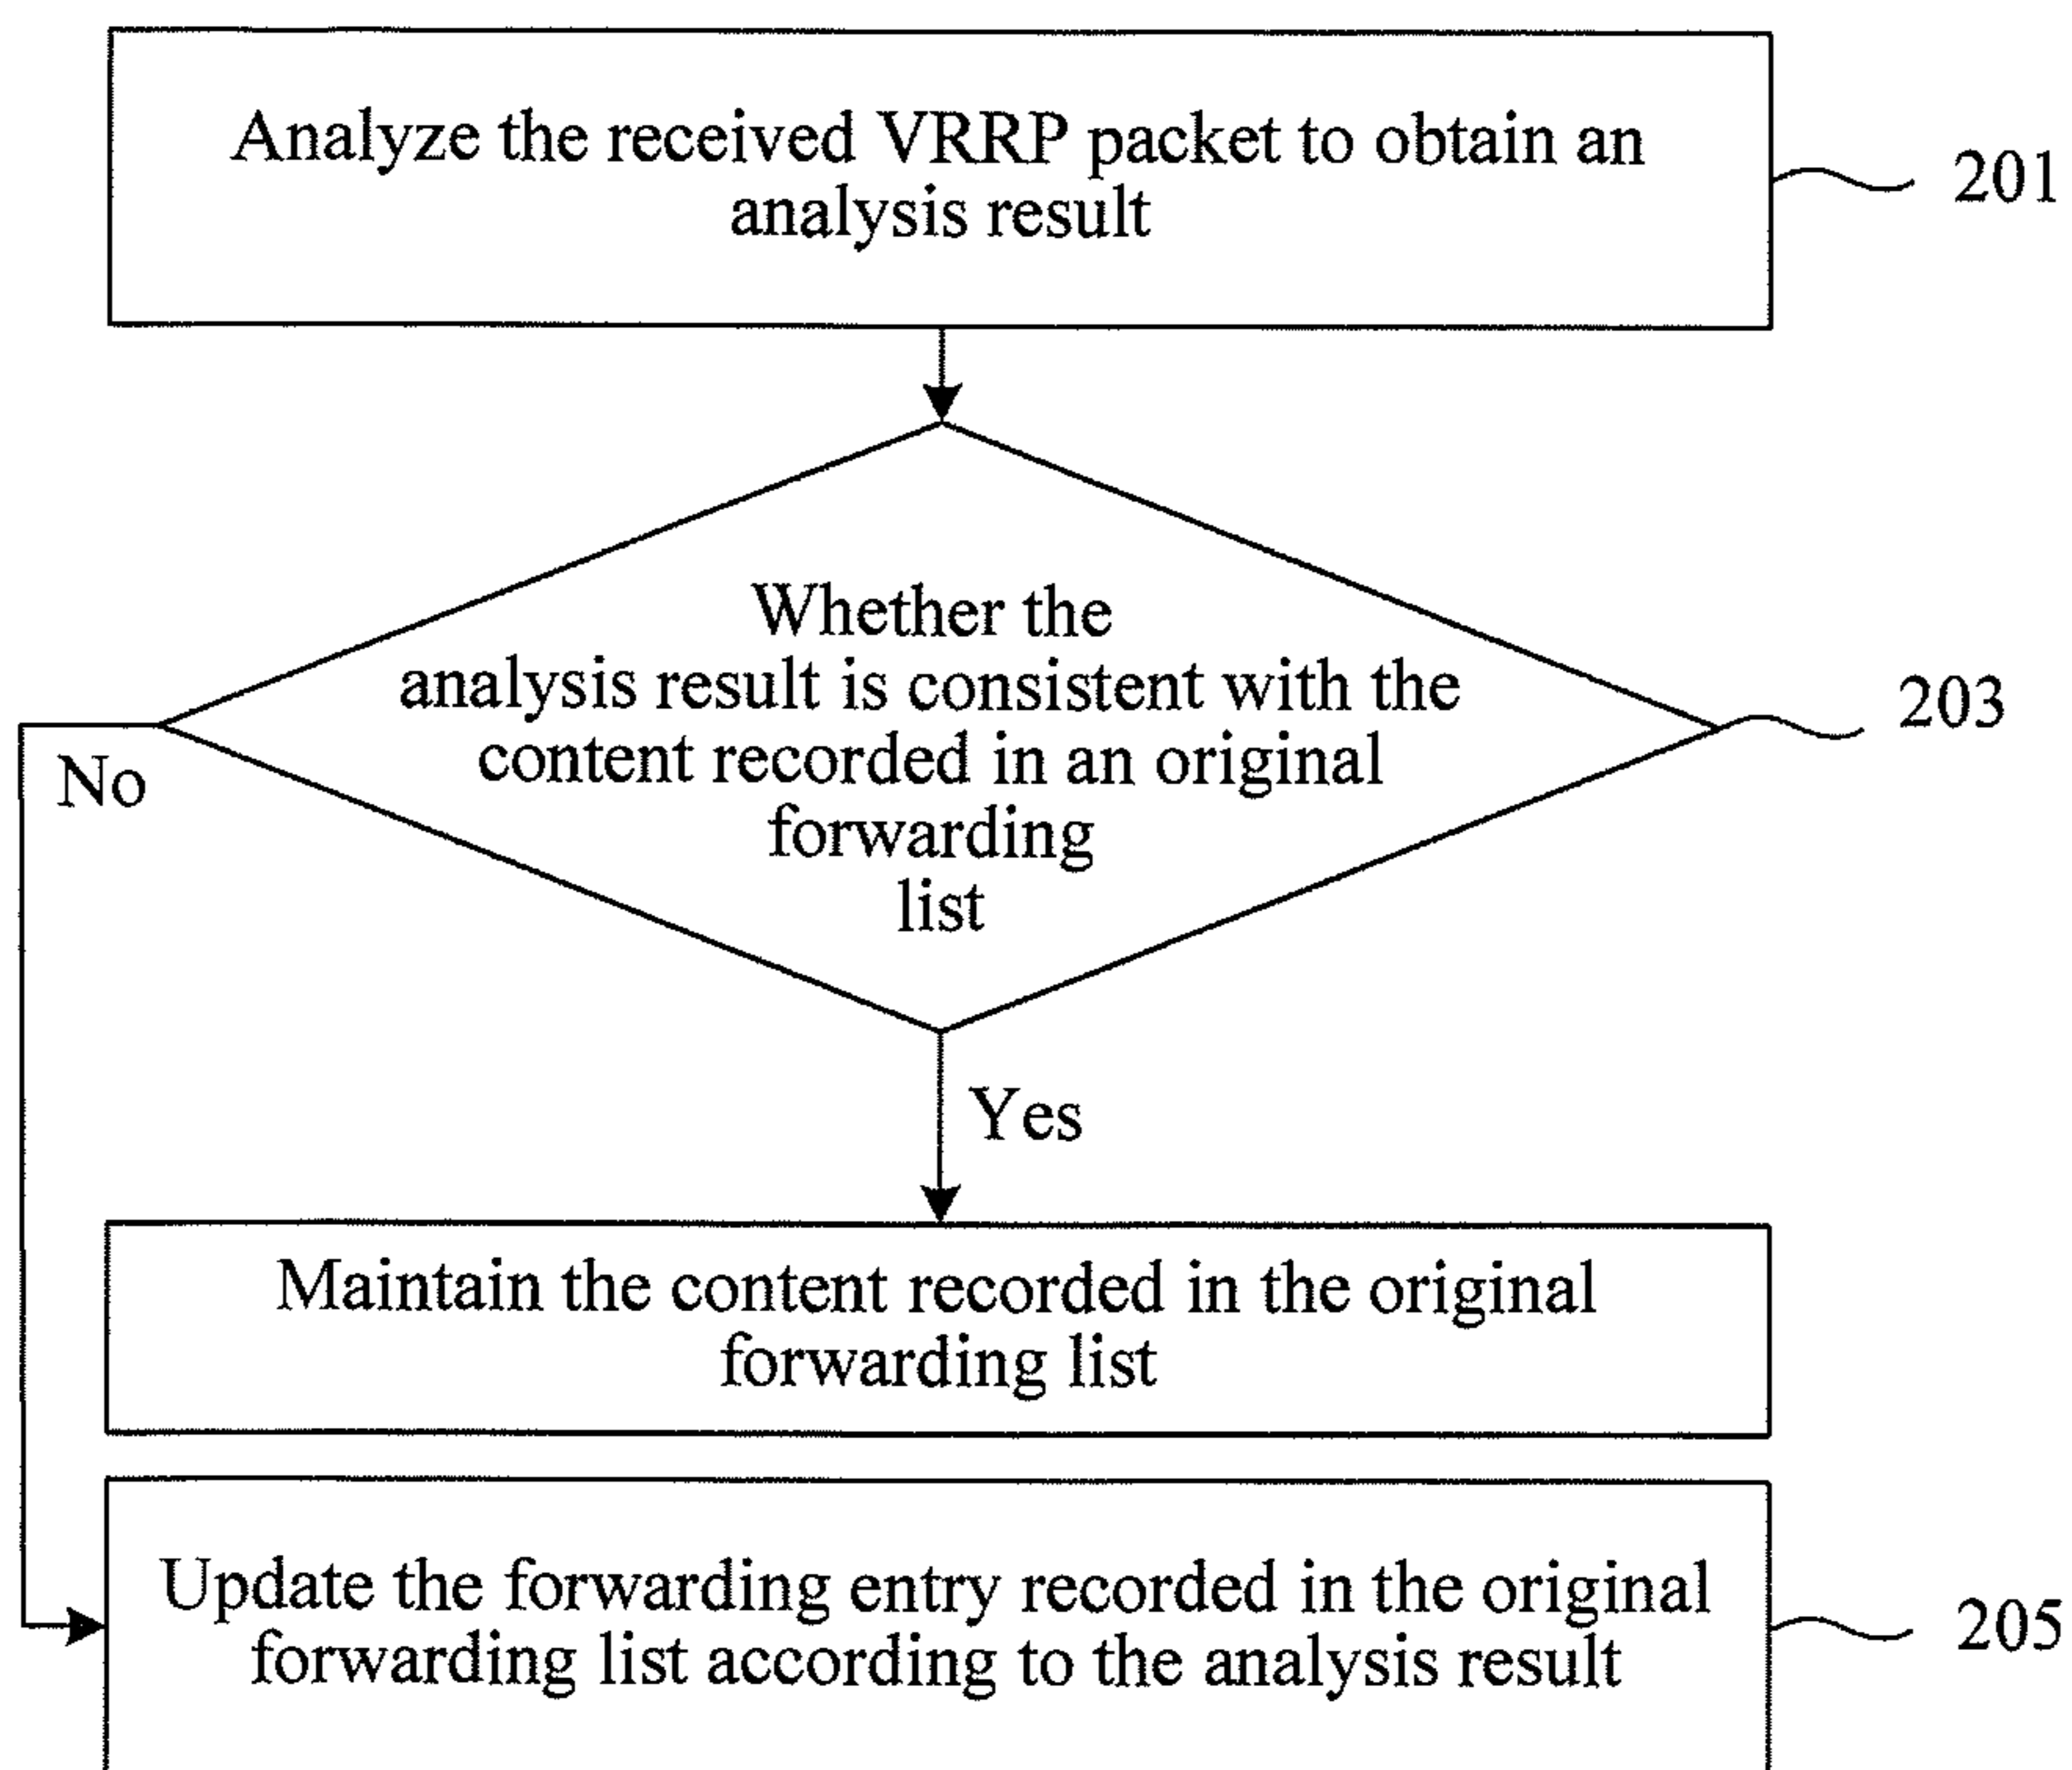 Analyze the received VRRP packet to obtain an
analysis result
201
Whether the
analysis result is consistent with the
content recorded in an original
forwarding
list
203
No
Yes
Maintain the content recorded in the original
forwarding list
Update the forwarding entry recorded in the original
forwarding list according to the analysis result
205